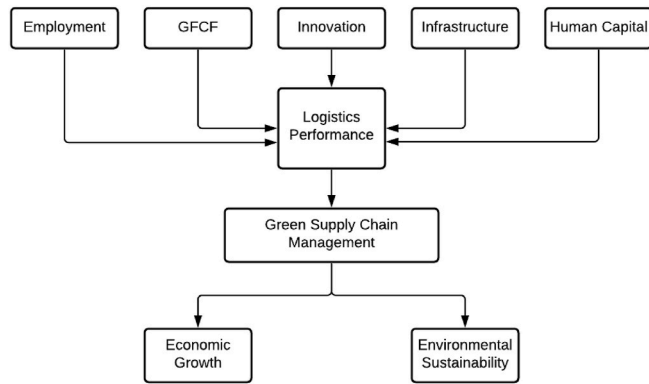 Employment
GFCF
Innovation
Infrastructure
Human Capital
Logistics
Performance
Green Supply Chain
Management
Economic
Growth
Environmental
Sustainability